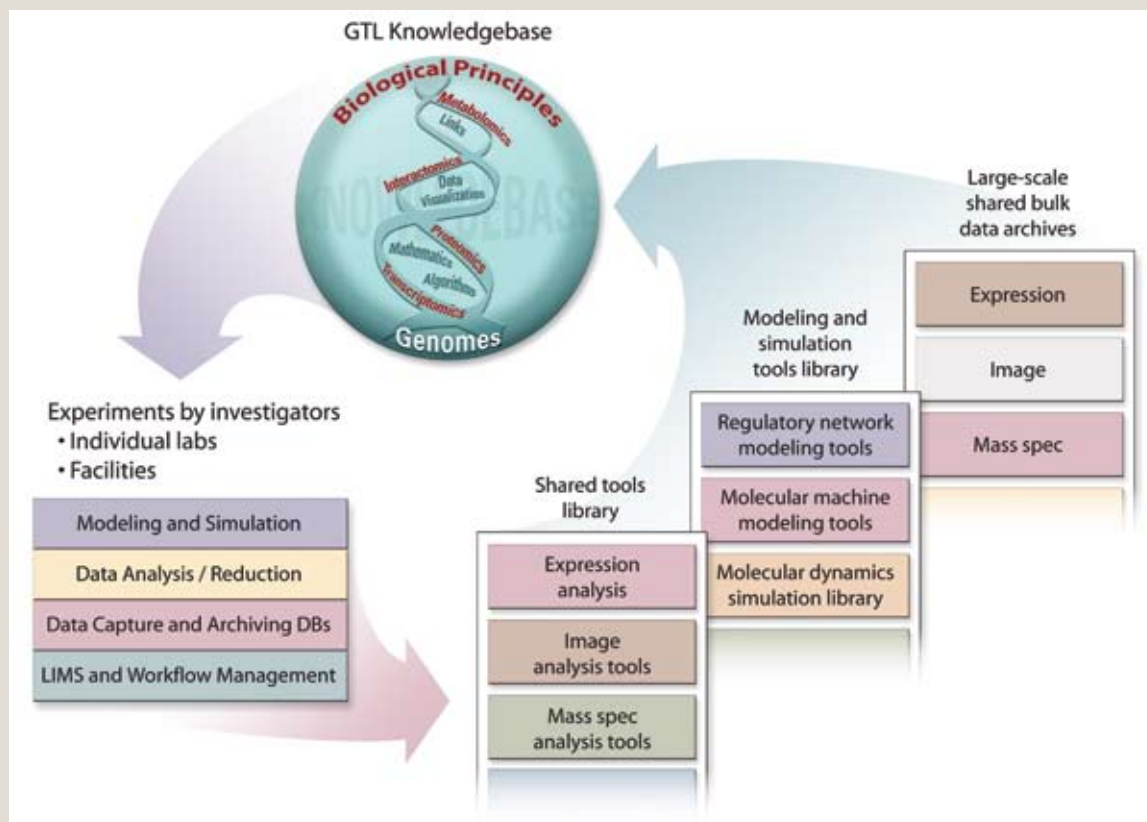 GTL Knowledgebase
Biological Principles
Metabolomics
Links
Interactomics
Data
Visualization
Proteomics
Mathematics
Algorithms
Transcriptomics
Genomes
Large-scale
shared bulk
data archives
Expression
Image
Mass spec
Modeling and
simulation
tools library
Regulatory network
modeling tools
Molecular machine
modeling tools
Molecular dynamics
simulation library
Experiments by investigators
• Individual labs
• Facilities
Modeling and Simulation
Data Analysis / Reduction
Data Capture and Archiving DBs
LIMS and Workflow Management
Shared tools
library
Expression
analysis
Image
analysis tools
Mass spec
analysis tools